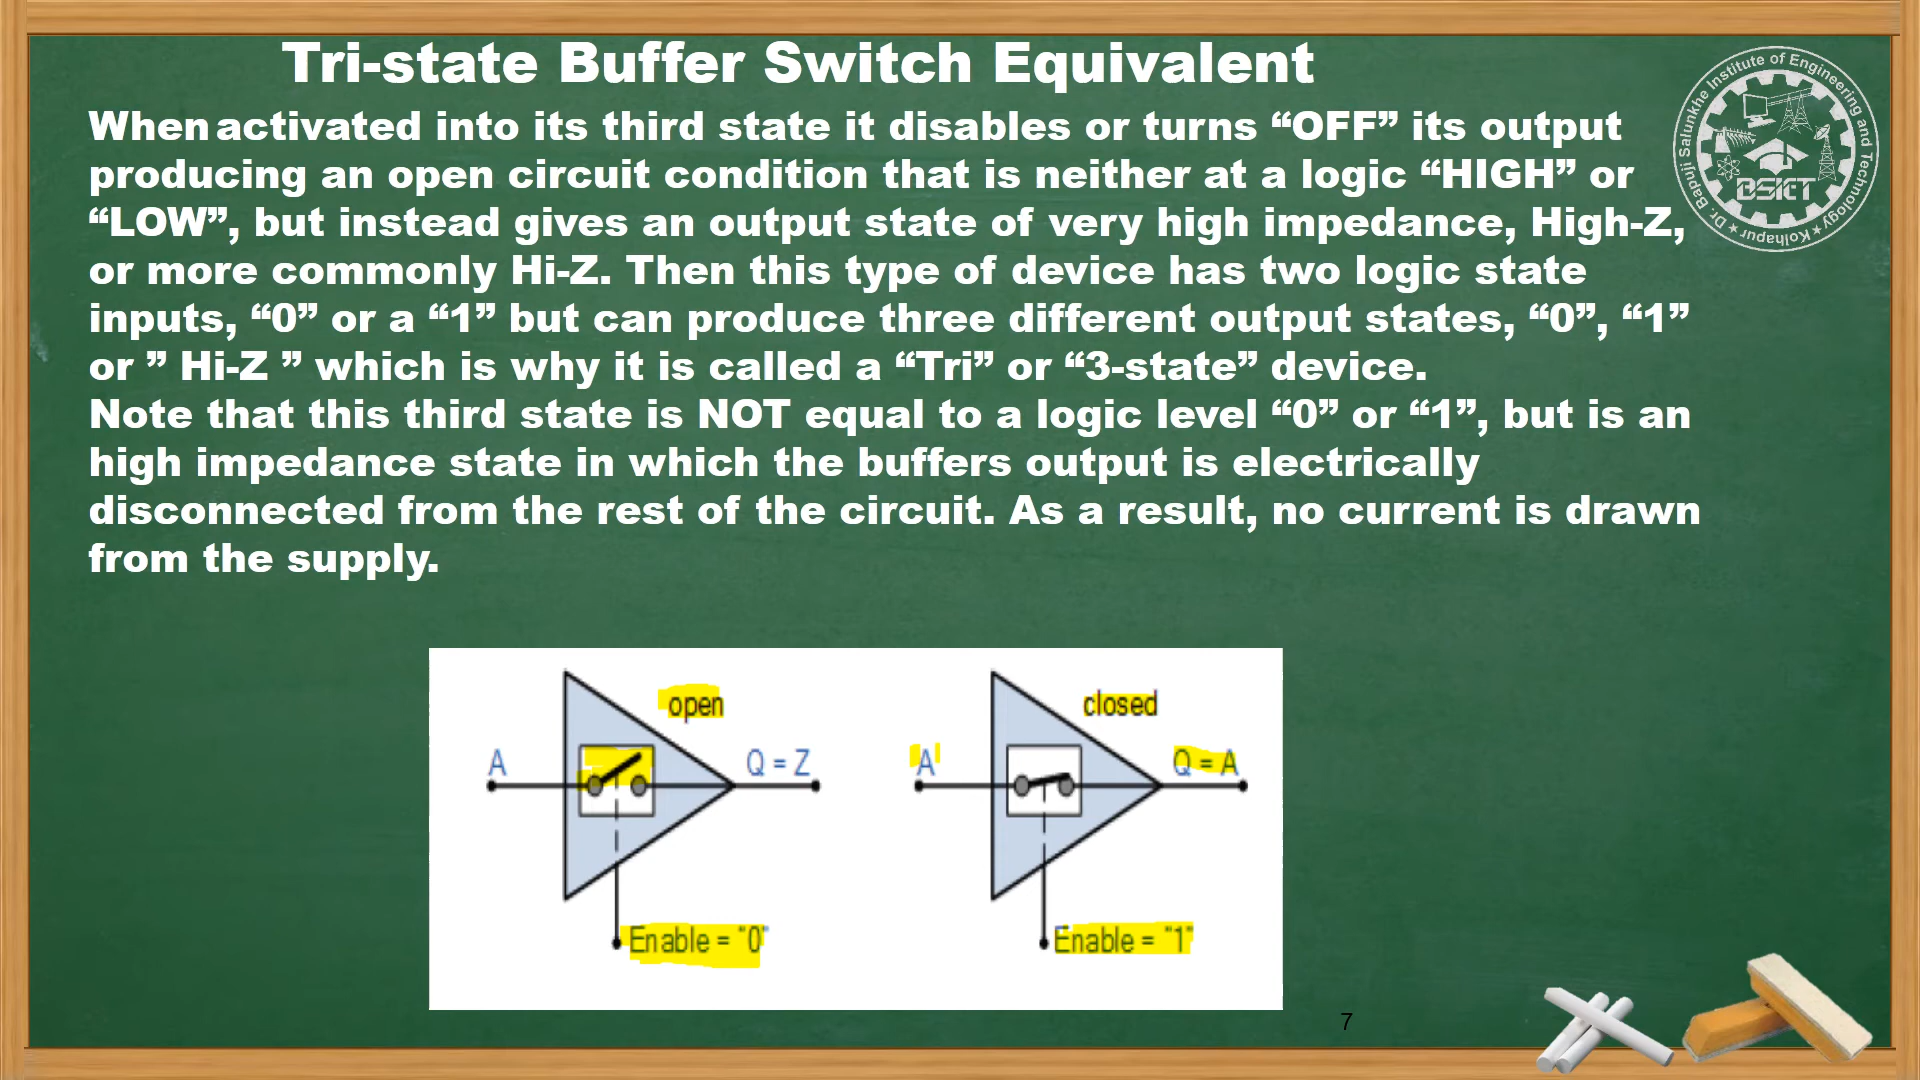 Tri-state Buffer Switch Equivalent
When activated into its third state it disables or turns “OFF” its output
producing an open circuit condition that is neither at a logic “HIGH” or
“LOW”, but instead gives an output state of very high impedance, High-Z,
or more commonly Hi-Z. Then this type of device has two logic state
inputs, “0” or a “1” but can produce three different output states, “0”, “1”
or ” Hi-Z ” which is why it is called a “Tri” or “3-state” device.
Note that this third state is NOT equal to a logic level “0” or “1”, but is an
high impedance state in which the buffers output is electrically
disconnected from the rest of the circuit. As a result, no current is drawn
from the supply.
Dr. Bapuji Salunkhe Institute of Engineering and Technology
★ Kolhapur ★
BSIET
open
A
Q = Z
Enable = "0"
closed
A
Q = A
Enable = "1"
7